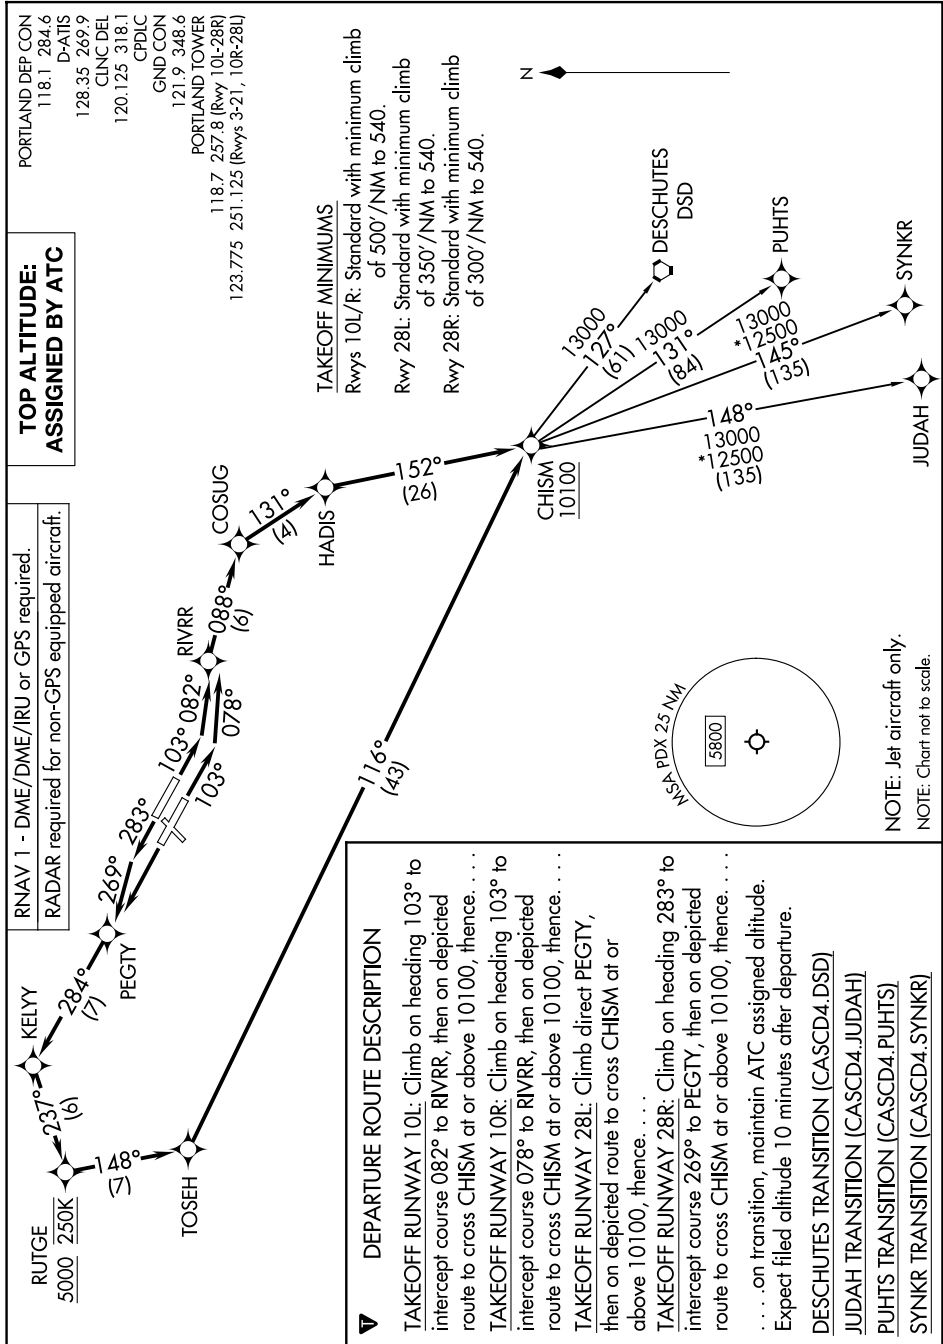 RNAV 1 - DME/DME/IRU or GPS required.
RADAR required for non-GPS equipped aircraft.
TOP ALTITUDE:
ASSIGNED BY ATC
PORTLAND DEP CON
118.1 284.6
D-ATIS
128.35 269.9
CLNC DEL
120.125 318.1
CPDLC
GND CON
121.9 348.6
PORTLAND TOWER
118.7 257.8 (Rwy 10L-28R)
123.775 251.125 (Rwys 3-21, 10R-28L)
TAKEOFF MINIMUMS
Rwys 10L/R: Standard with minimum climb
of 500'/NM to 540.
Rwy 28L: Standard with minimum climb
of 350'/NM to 540.
Rwy 28R: Standard with minimum climb
of 300'/NM to 540.
N
RUTGE
5000 250K
237°
(6)
KELYY
284°
(7)
PEGTY
269°
283°
103°
082°
103°
078°
RIVRR
088°
(6)
COSUG
131°
(4)
HADIS
152°
(26)
148°
(7)
TOSEH
116°
(43)
CHISM
10100
13000
127°
(61)
DESCHUTES
DSD
13000
131°
(84)
PUHTS
13000
*12500
145°
(135)
SYNKR
148°
13000
*12500
(135)
JUDAH
MSA PDX 25 NM
5800
NOTE: Jet aircraft only.
NOTE: Chart not to scale.
T
DEPARTURE ROUTE DESCRIPTION
TAKEOFF RUNWAY 10L: Climb on heading 103° to
intercept course 082° to RIVRR, then on depicted
route to cross CHISM at or above 10100, thence. . . .
TAKEOFF RUNWAY 10R: Climb on heading 103° to
intercept course 078° to RIVRR, then on depicted
route to cross CHISM at or above 10100, thence. . . .
TAKEOFF RUNWAY 28L: Climb direct PEGTY,
then on depicted route to cross CHISM at or
above 10100, thence. . . .
TAKEOFF RUNWAY 28R: Climb on heading 283° to
intercept course 269° to PEGTY, then on depicted
route to cross CHISM at or above 10100, thence. . . .
. . . .on transition, maintain ATC assigned altitude.
Expect filed altitude 10 minutes after departure.
DESCHUTES TRANSITION (CASCD4.DSD)
JUDAH TRANSITION (CASCD4.JUDAH)
PUHTS TRANSITION (CASCD4.PUHTS)
SYNKR TRANSITION (CASCD4.SYNKR)